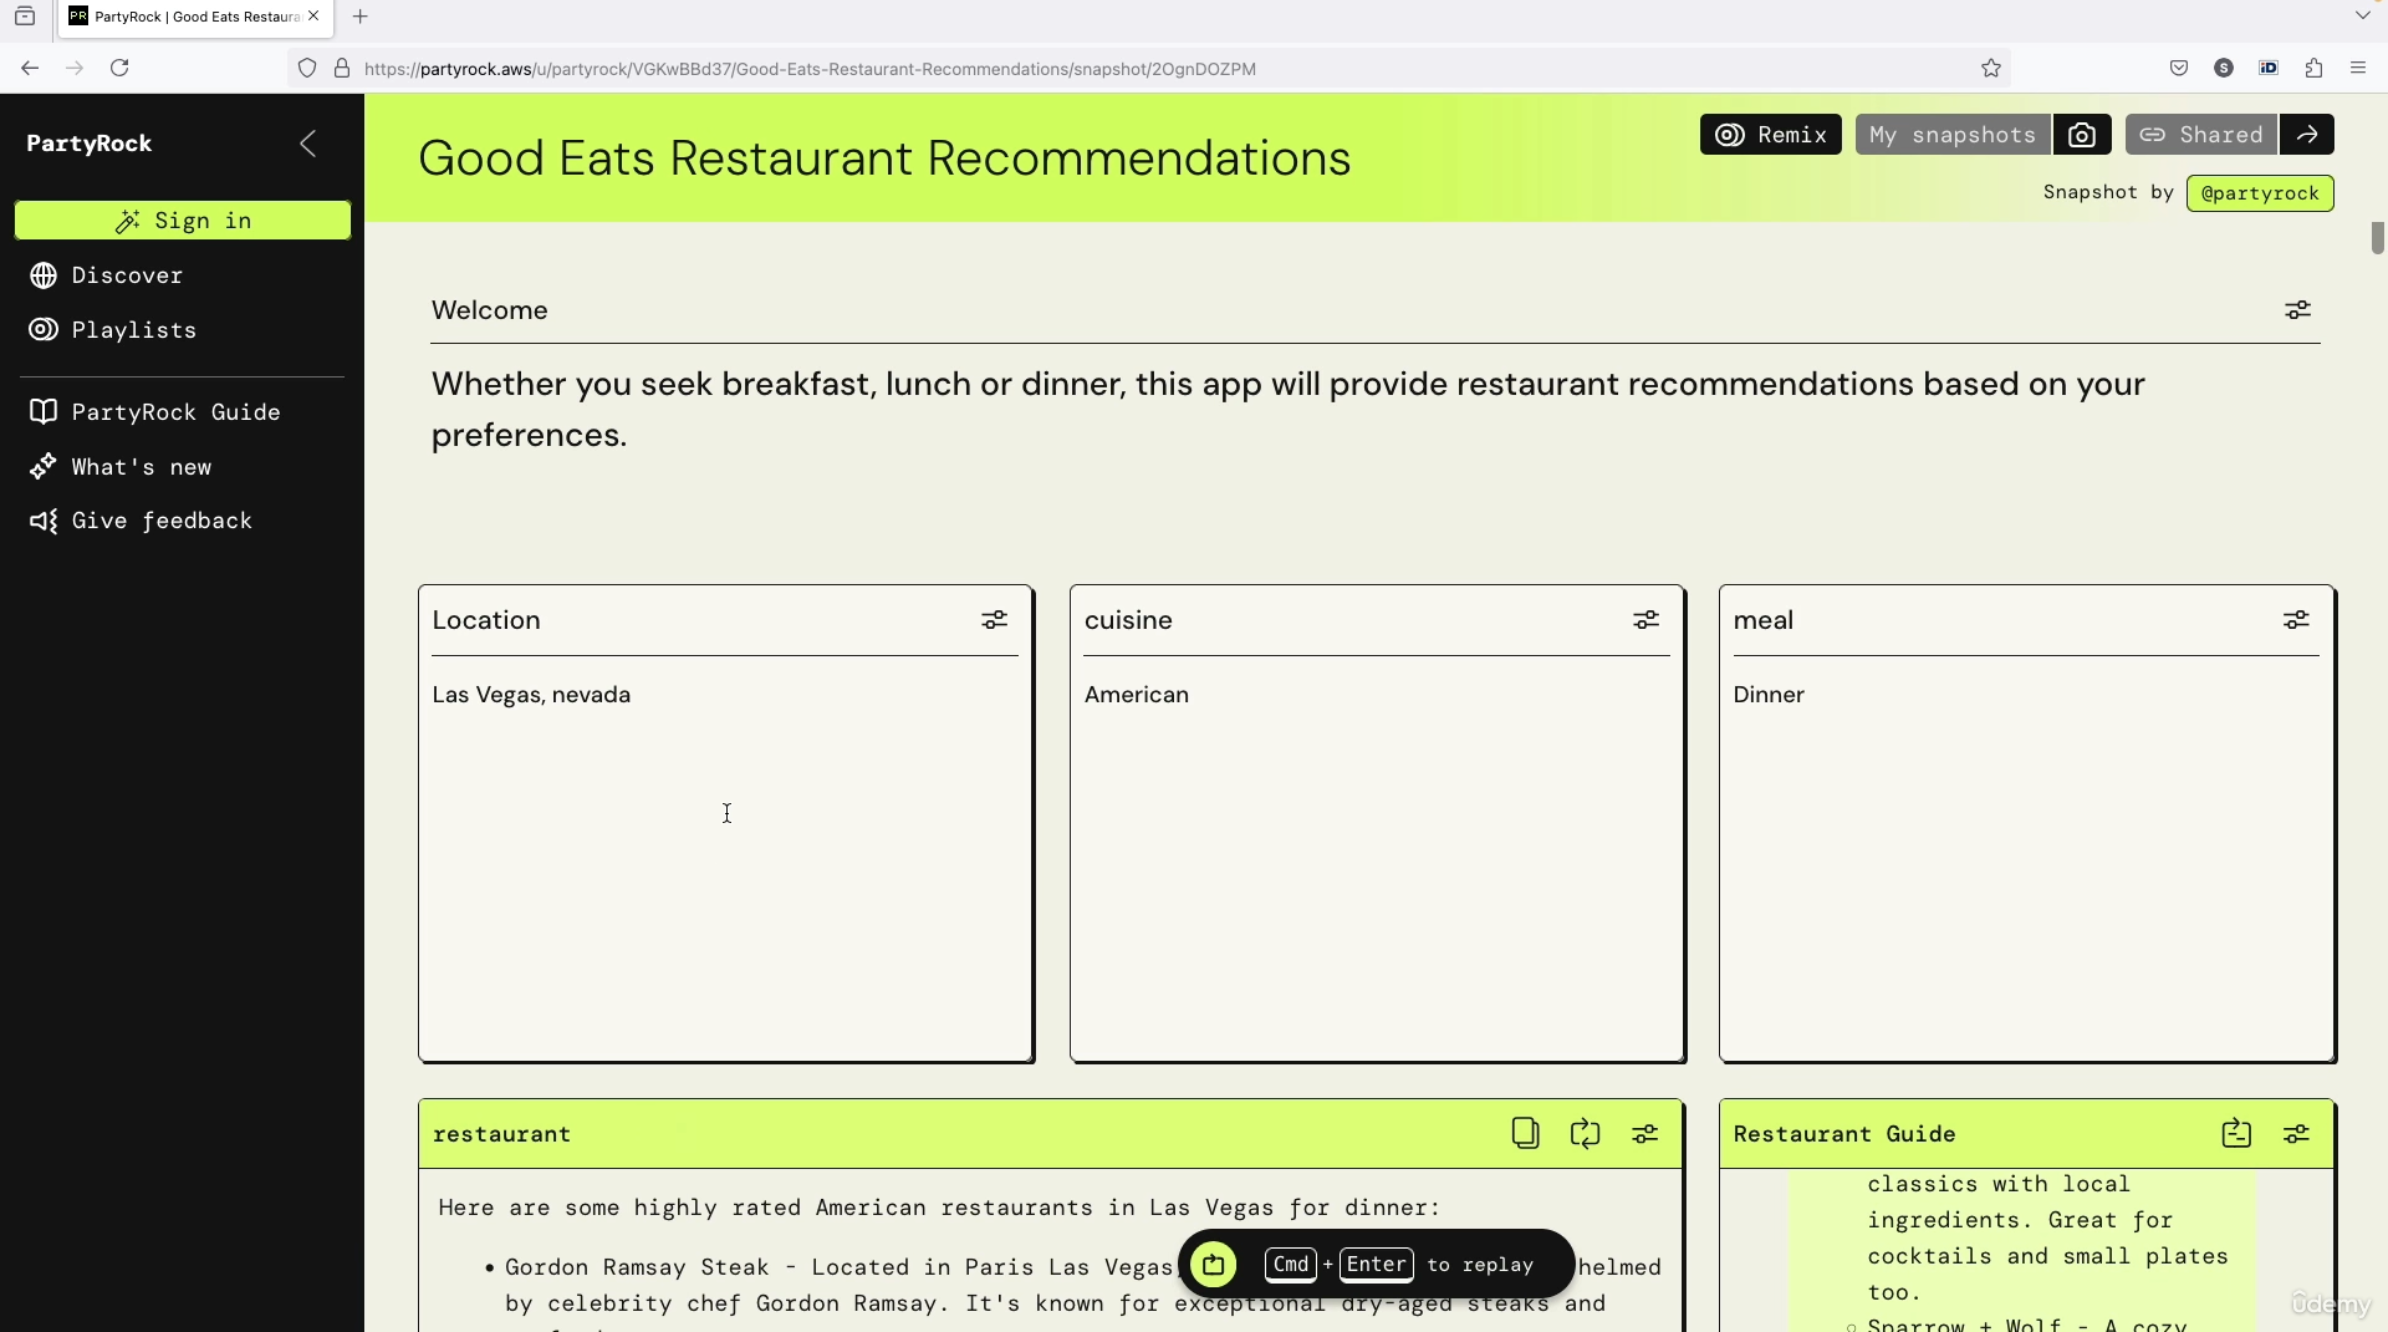 PR PartyRock | Good Eats Restaura
https://partyrock.aws/u/partyrock/VGKwBBd37/Good-Eats-Restaurant-Recommendations/snapshot/2OgnDOZPM
S
iD
PartyRock
Sign in
Discover
Playlists
PartyRock Guide
What's new
Give feedback
Good Eats Restaurant Recommendations
Remix
My snapshots
Shared
Snapshot by @partyrock
Welcome
Whether you seek breakfast, lunch or dinner, this app will provide restaurant recommendations based on your
preferences.
Location
Las Vegas, nevada
cuisine
American
meal
Dinner
restaurant
Here are some highly rated American restaurants in Las Vegas for dinner:
• Gordon Ramsay Steak - Located in Paris Las Vegas, helmed
by celebrity chef Gordon Ramsay. It's known for exceptional dry-aged steaks and
Cmd + Enter to replay
Restaurant Guide
classics with local
ingredients. Great for
cocktails and small plates
too.
Sparrow + Wolf - A cozy
ûdemy